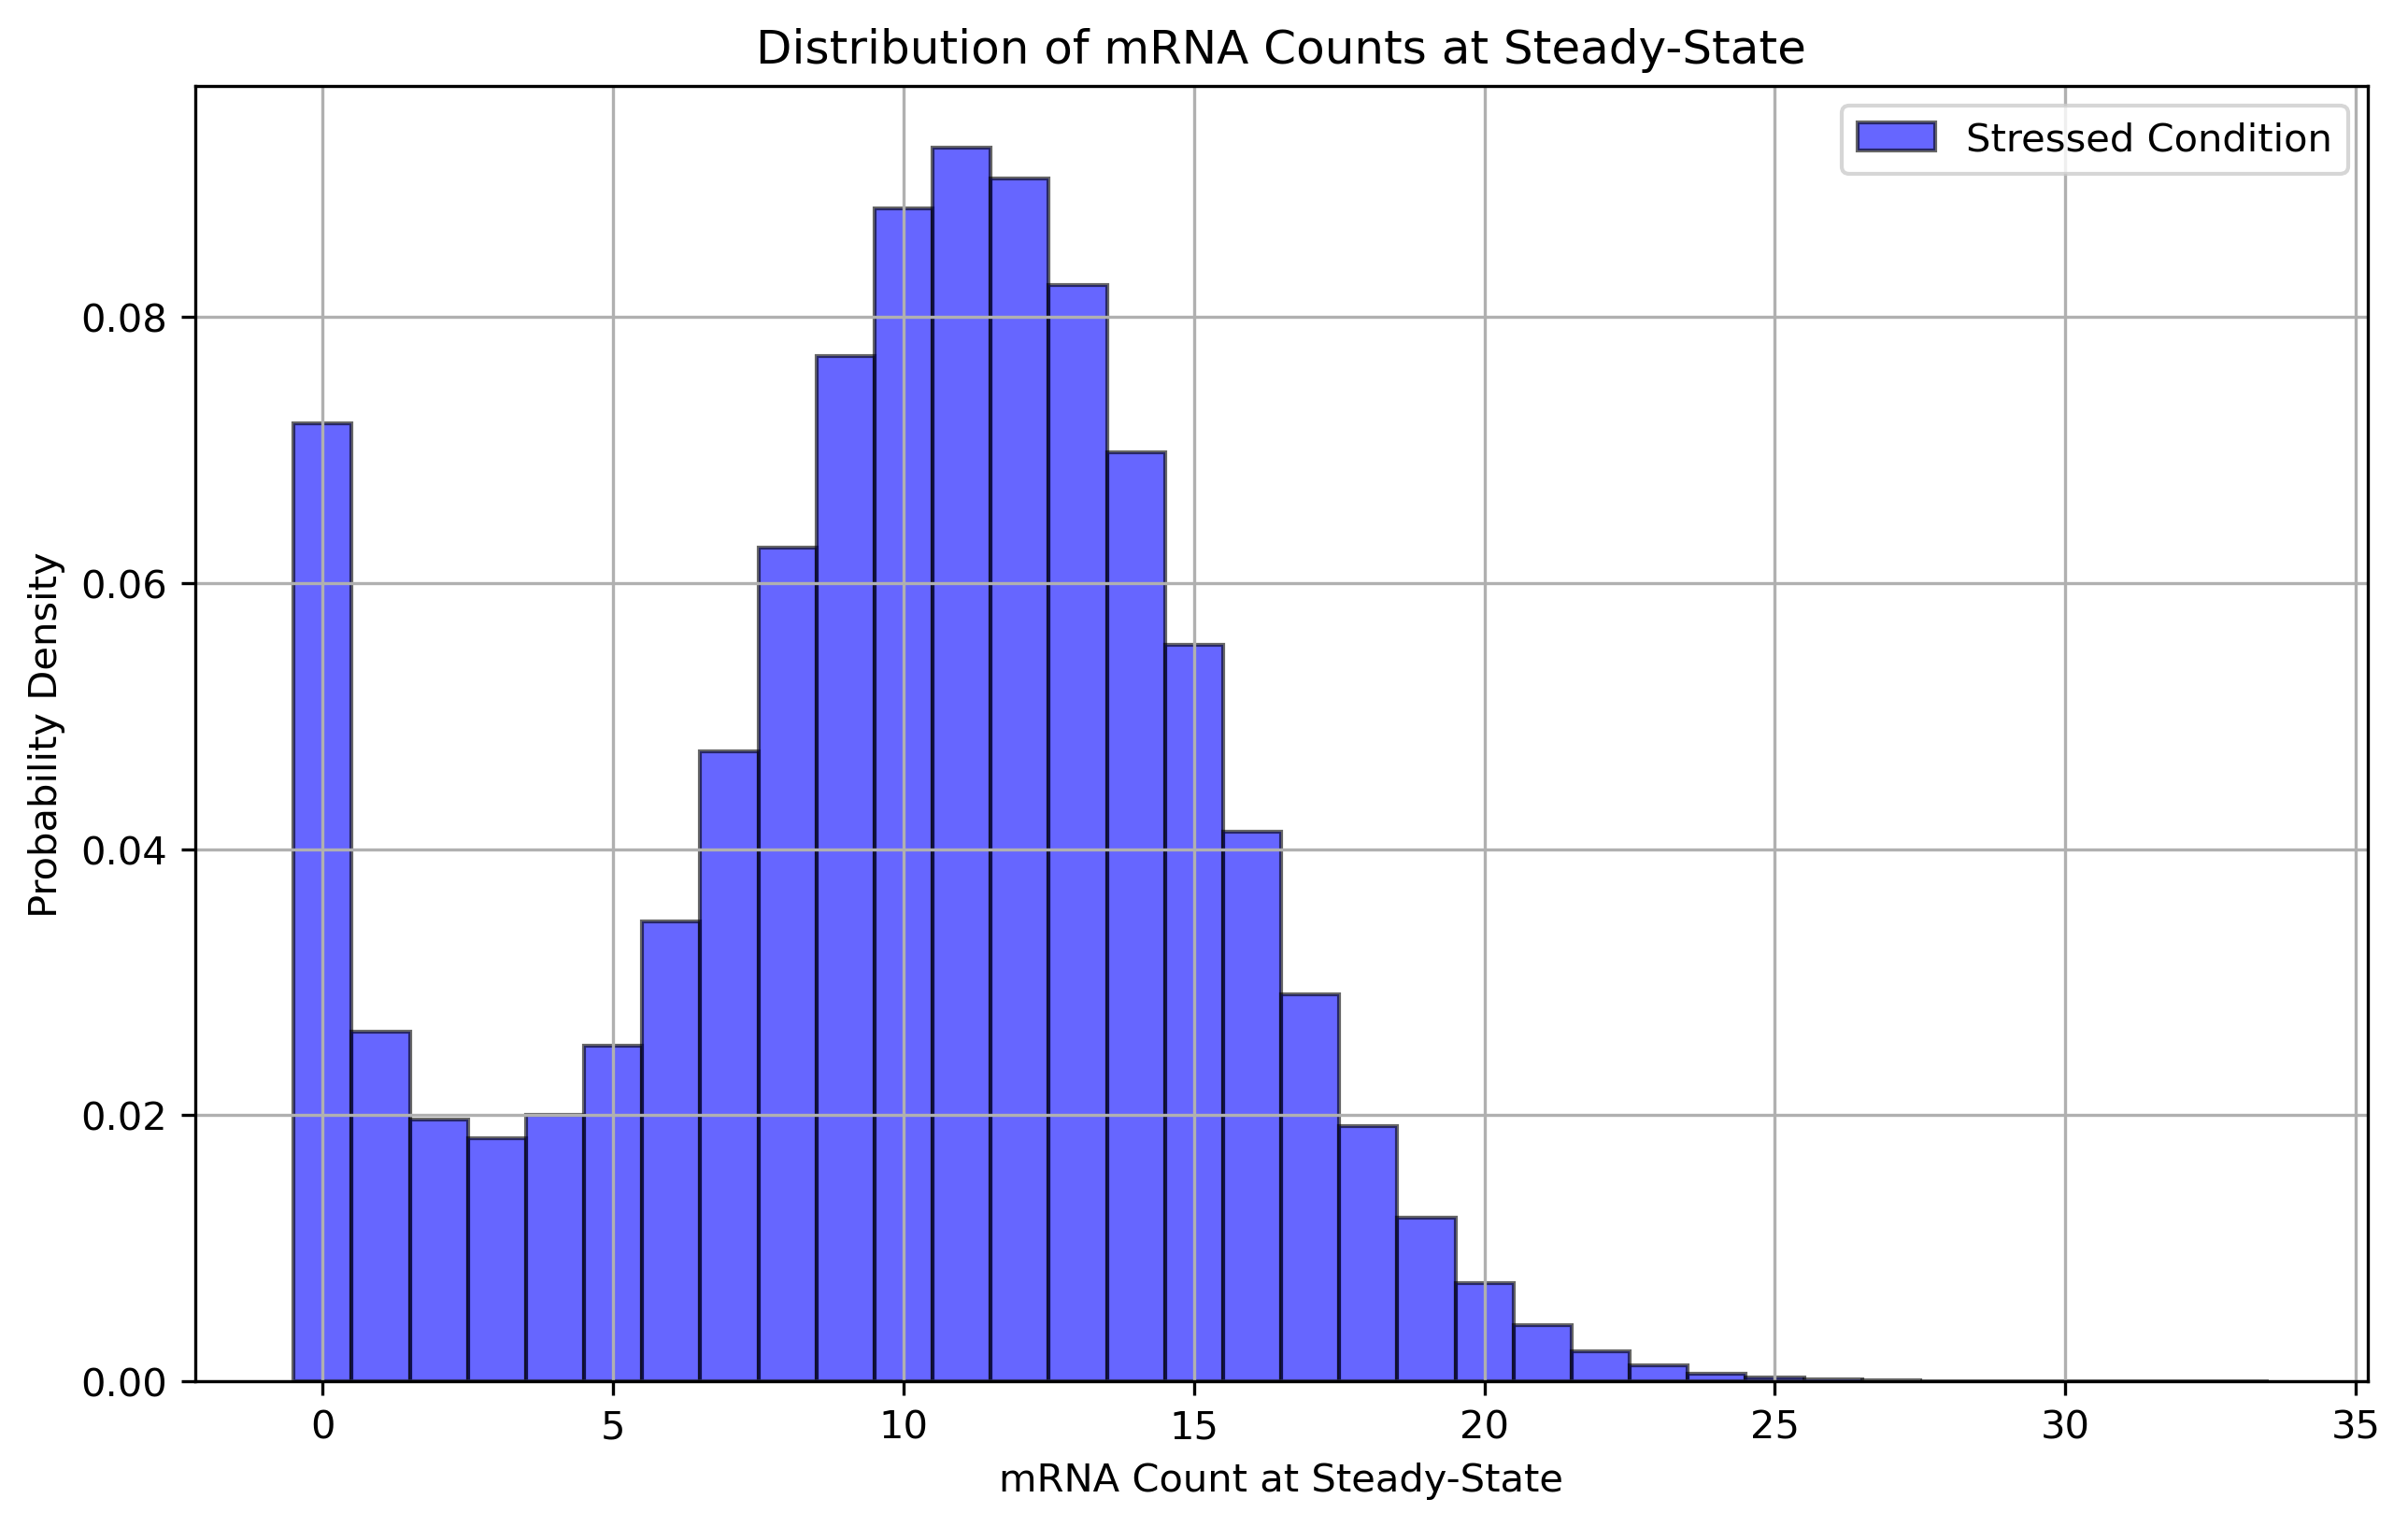 Distribution of mRNA Counts at Steady-State
Stressed Condition
Probability Density
0.08
0.06
0.04
0.02
0.00
0 5 10 15 20 25 30 35
mRNA Count at Steady-State